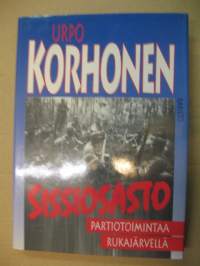 URPO
KORHONEN
SISSIOSASTO
PARTIOTOIMINTAA
RUKAJÄRVELLÄ